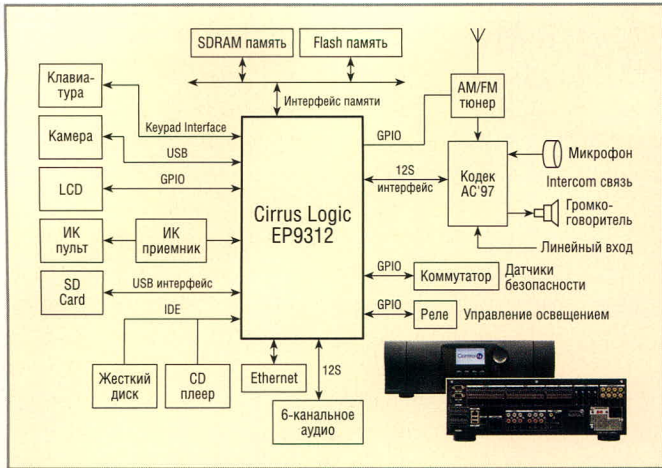 SDRAM память
Flash память
Клавиа-
тура
Интерфейс памяти
AM/FM
тюнер
Keypad Interface
GPIO
Камера
USB
Кодек
AC'97
Микрофон
12S
интерфейс
Intercom связь
LCD
GPIO
Cirrus Logic
EP9312
Громко-
говоритель
ИК
пульт
ИК
приемник
Линейный вход
SD
Card
USB интерфейс
GPIO
Коммутатор
Датчики
безопасности
IDE
GPIO
Реле
Управление освещением
Жесткий
диск
CD
плеер
Ethernet
12S
6-канальное
аудио